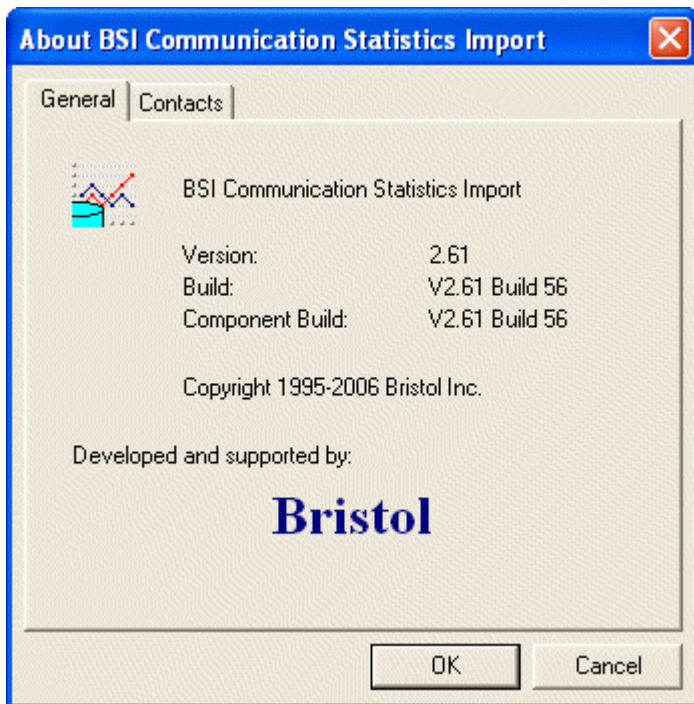 About BSI Communication Statistics Import
General Contacts
BSI Communication Statistics Import
Version: 2.61
Build: V2.61 Build 56
Component Build: V2.61 Build 56
Copyright 1995-2006 Bristol Inc.
Developed and supported by:
Bristol
OK Cancel